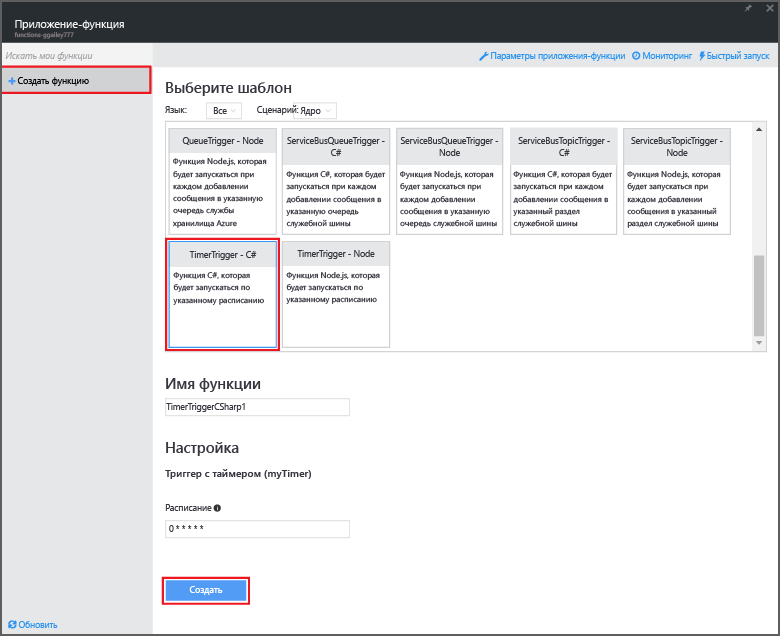 Приложение-функция
functions-ggailey777
Искать мои функции
Параметры приложения-функции Мониторинг Быстрый запуск
+ Создать функцию
Выберите шаблон
Язык: Все Сценарий: Ядро
QueueTrigger - Node
Функция Node.js, которая
будет запускаться при
каждом добавлении
сообщения в указанную
очередь службы
хранилища Azure
ServiceBusQueueTrigger -
C#
Функция C#, которая будет
запускаться при каждом
добавлении сообщения в
указанную очередь
служебной шины
ServiceBusQueueTrigger -
Node
Функция Node.js, которая
будет запускаться при
каждом добавлении
сообщения в указанную
очередь служебной шины
ServiceBusTopicTrigger -
C#
Функция C#, которая будет
запускаться при каждом
добавлении сообщения в
указанный раздел
служебной шины
ServiceBusTopicTrigger -
Node
Функция Node.js, которая
будет запускаться при
каждом добавлении
сообщения в указанный
раздел служебной шины
TimerTrigger - C#
Функция C#, которая
будет запускаться по
указанному расписанию
TimerTrigger - Node
Функция Node.js, которая
будет запускаться по
указанному расписанию
Имя функции
TimerTriggerCSharp1
Настройка
Триггер с таймером (myTimer)
Расписание
0 * * * * *
Создать
Обновить